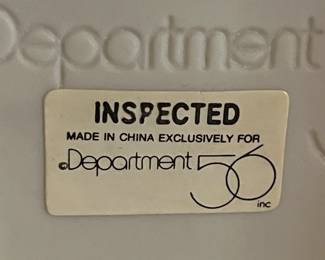 Department
INSPECTED
MADE IN CHINA EXCLUSIVELY FOR
©Department 56
inc